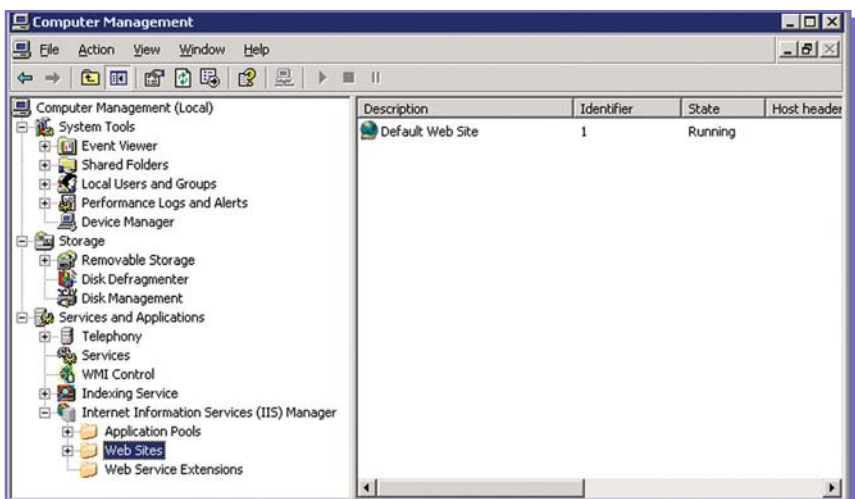 Computer Management
File Action View Window Help
Computer Management (Local)
System Tools
Event Viewer
Shared Folders
Local Users and Groups
Performance Logs and Alerts
Device Manager
Storage
Removable Storage
Disk Defragmenter
Disk Management
Services and Applications
Telephony
Services
WMI Control
Indexing Service
Internet Information Services (IIS) Manager
Application Pools
Web Sites
Web Service Extensions
Description Identifier State Host header
Default Web Site 1 Running